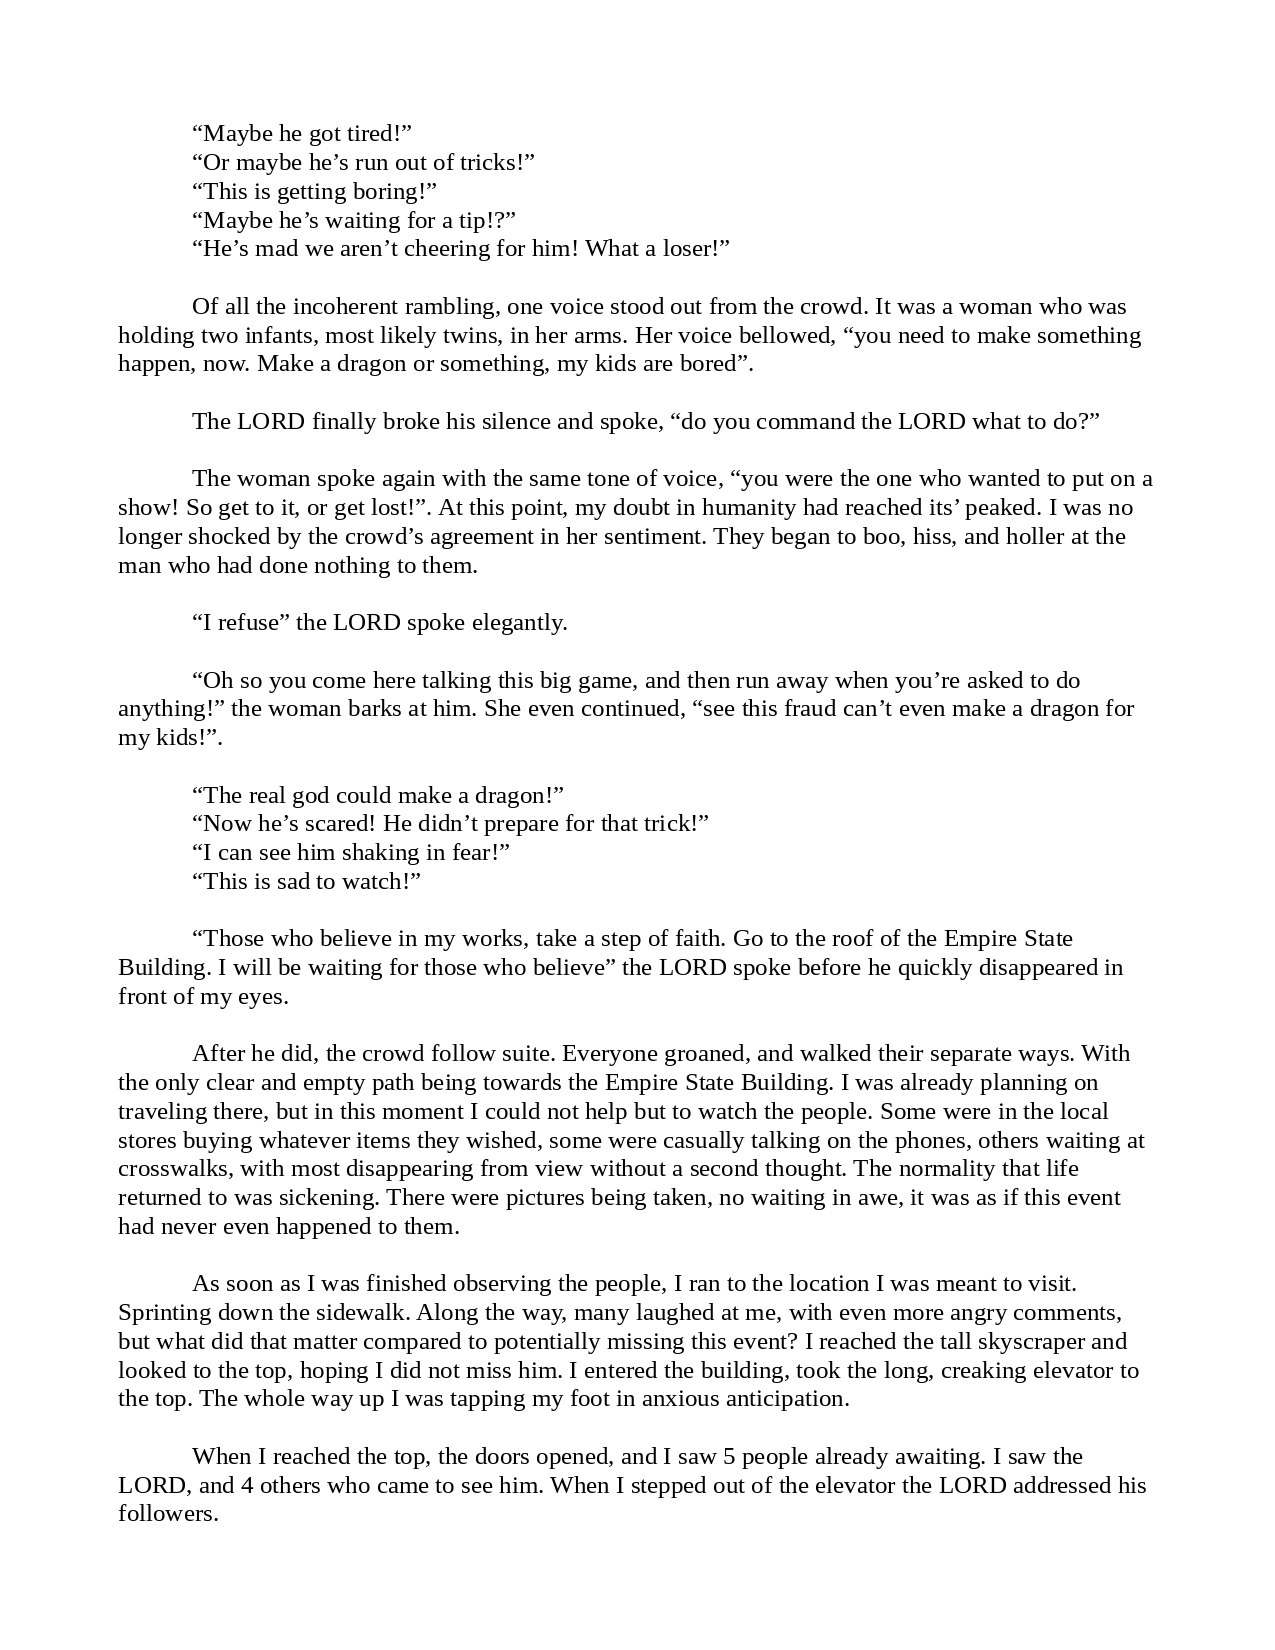 “Maybe he got tired!”
“Or maybe he’s run out of tricks!”
“This is getting boring!”
“Maybe he’s waiting for a tip!?”
“He’s mad we aren’t cheering for him! What a loser!”
Of all the incoherent rambling, one voice stood out from the crowd. It was a woman who was
holding two infants, most likely twins, in her arms. Her voice bellowed, “you need to make something
happen, now. Make a dragon or something, my kids are bored”.
The LORD finally broke his silence and spoke, “do you command the LORD what to do?”
The woman spoke again with the same tone of voice, “you were the one who wanted to put on a
show! So get to it, or get lost!”. At this point, my doubt in humanity had reached its’ peaked. I was no
longer shocked by the crowd’s agreement in her sentiment. They began to boo, hiss, and holler at the
man who had done nothing to them.
“I refuse” the LORD spoke elegantly.
“Oh so you come here talking this big game, and then run away when you’re asked to do
anything!” the woman barks at him. She even continued, “see this fraud can’t even make a dragon for
my kids!”.
“The real god could make a dragon!”
“Now he’s scared! He didn’t prepare for that trick!”
“I can see him shaking in fear!”
“This is sad to watch!”
“Those who believe in my works, take a step of faith. Go to the roof of the Empire State
Building. I will be waiting for those who believe” the LORD spoke before he quickly disappeared in
front of my eyes.
After he did, the crowd follow suite. Everyone groaned, and walked their separate ways. With
the only clear and empty path being towards the Empire State Building. I was already planning on
traveling there, but in this moment I could not help but to watch the people. Some were in the local
stores buying whatever items they wished, some were casually talking on the phones, others waiting at
crosswalks, with most disappearing from view without a second thought. The normality that life
returned to was sickening. There were pictures being taken, no waiting in awe, it was as if this event
had never even happened to them.
As soon as I was finished observing the people, I ran to the location I was meant to visit.
Sprinting down the sidewalk. Along the way, many laughed at me, with even more angry comments,
but what did that matter compared to potentially missing this event? I reached the tall skyscraper and
looked to the top, hoping I did not miss him. I entered the building, took the long, creaking elevator to
the top. The whole way up I was tapping my foot in anxious anticipation.
When I reached the top, the doors opened, and I saw 5 people already awaiting. I saw the
LORD, and 4 others who came to see him. When I stepped out of the elevator the LORD addressed his
followers.